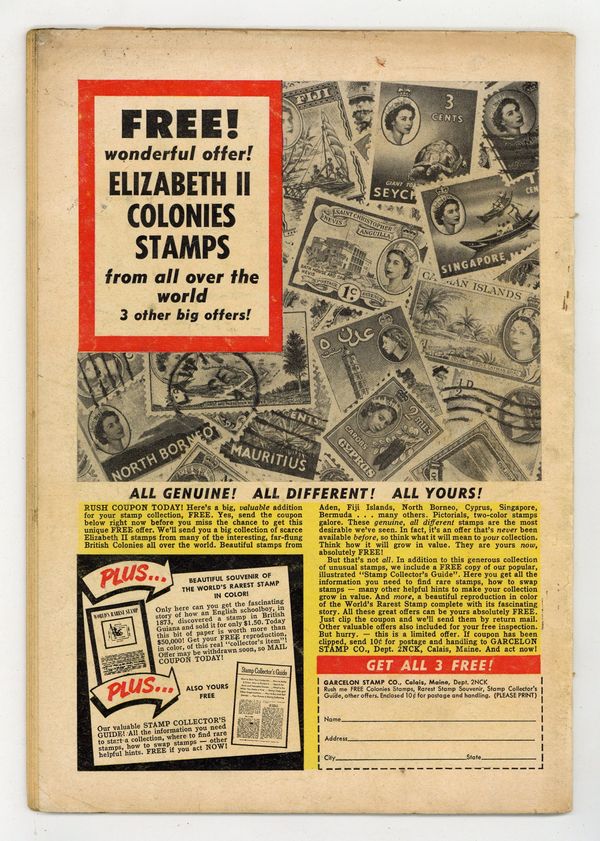 FREE!
wonderful offer!
ELIZABETH II
COLONIES
STAMPS
from all over the
world
3 other big offers!
FIJI
3
CENTS
GIANT TO
SEYCH
CEN
SINGAPORE
SAINT CHRISTOPHER
NEVIS
ANGUILLA
1c
ISLANDS
عدن
CYPRUS
2 mils
NORTH BORNEO
CENTS
MAURITIUS
ALL GENUINE! ALL DIFFERENT! ALL YOURS!
RUSH COUPON TODAY! Here's a big, valuable addition
for your stamp collection, FREE. Yes, send the coupon
below right now before you miss the chance to get this
unique FREE offer. We'll send you a big collection of scarce
Elizabeth II stamps from many of the interesting, far-flung
British Colonies all over the world. Beautiful stamps from
Aden, Fiji Islands, North Borneo, Cyprus, Singapore,
Bermuda . . . many others. Pictorials, two-color stamps
galore. These genuine, all different stamps are the most
desirable we've seen. In fact, it's an offer that's never been
available before, so think what it will mean to your collection.
Think how it will grow in value. They are yours now,
absolutely FREE!
But that's not all. In addition to this generous collection
of unusual stamps, we include a FREE copy of our popular,
illustrated "Stamp Collector's Guide". Here you get all the
information you need to find rare stamps, how to swap
stamps — many other helpful hints to make your collection
grow in value. And more, a beautiful reproduction in color
of the World's Rarest Stamp complete with its fascinating
story. All these great offers can be yours absolutely FREE.
Just clip the coupon and we'll send them by return mail.
Other valuable offers also included for your free inspection.
But hurry. — this is a limited offer. If coupon has been
clipped, send 10¢ for postage and handling to GARCELON
STAMP CO., Dept. 2NCK, Calais, Maine. And act now!
PLUS...
BEAUTIFUL SOUVENIR OF
THE WORLD'S RAREST STAMP
IN COLOR!
WORLD'S RAREST STAMP
Only here can you get the fascinating
story of how an English schoolboy, in
1873, discovered a stamp in British
Guiana and sold it for only $1.50. Today
this bit of paper is worth more than
$50,000! Get your FREE reproduction,
in color, of this real "collector's item"!
Offer may be withdrawn soon, so MAIL
COUPON TODAY!
PLUS...
ALSO YOURS
FREE
Stamp Collector's Guide
Our valuable STAMP COLLECTOR'S
GUIDE! All the information you need
to start a collection, where to find rare
stamps, how to swap stamps — other
helpful hints. FREE if you act NOW!
GET ALL 3 FREE!
GARCELON STAMP CO., Calais, Maine, Dept. 2NCK
Rush me FREE Colonies Stamps, Rarest Stamp Souvenir, Stamp Collector's
Guide, other offers. Enclosed 10¢ for postage and handling. (PLEASE PRINT)
Name
Address
City State